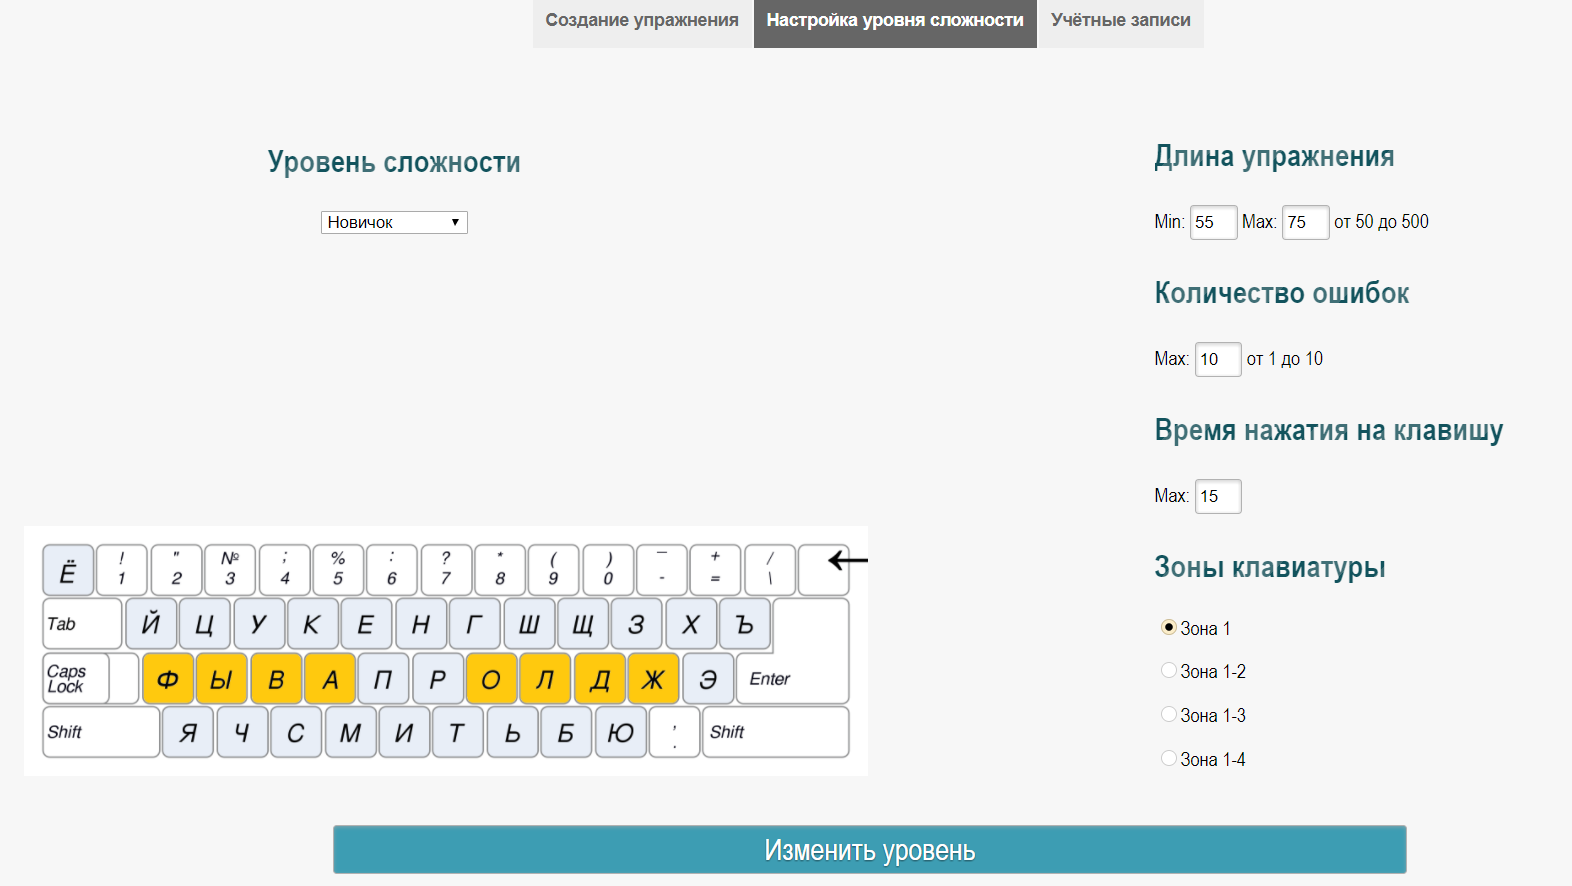 Создание упражнения Настройка уровня сложности Учётные записи
Уровень сложности
Новичок
Длина упражнения
Min: 55 Max: 75 от 50 до 500
Количество ошибок
Max: 10 от 1 до 10
Время нажатия на клавишу
Max: 15
Зоны клавиатуры
Зона 1
Зона 1-2
Зона 1-3
Зона 1-4
! " № ; % : ? * ( ) — + /
Ё 1 2 3 4 5 6 7 8 9 0 - = \
Tab Й Ц У К Е Н Г Ш Щ З Х Ъ
Caps Lock Ф Ы В А П Р О Л Д Ж Э Enter
Shift Я Ч С М И Т Ь Б Ю , . Shift
Изменить уровень